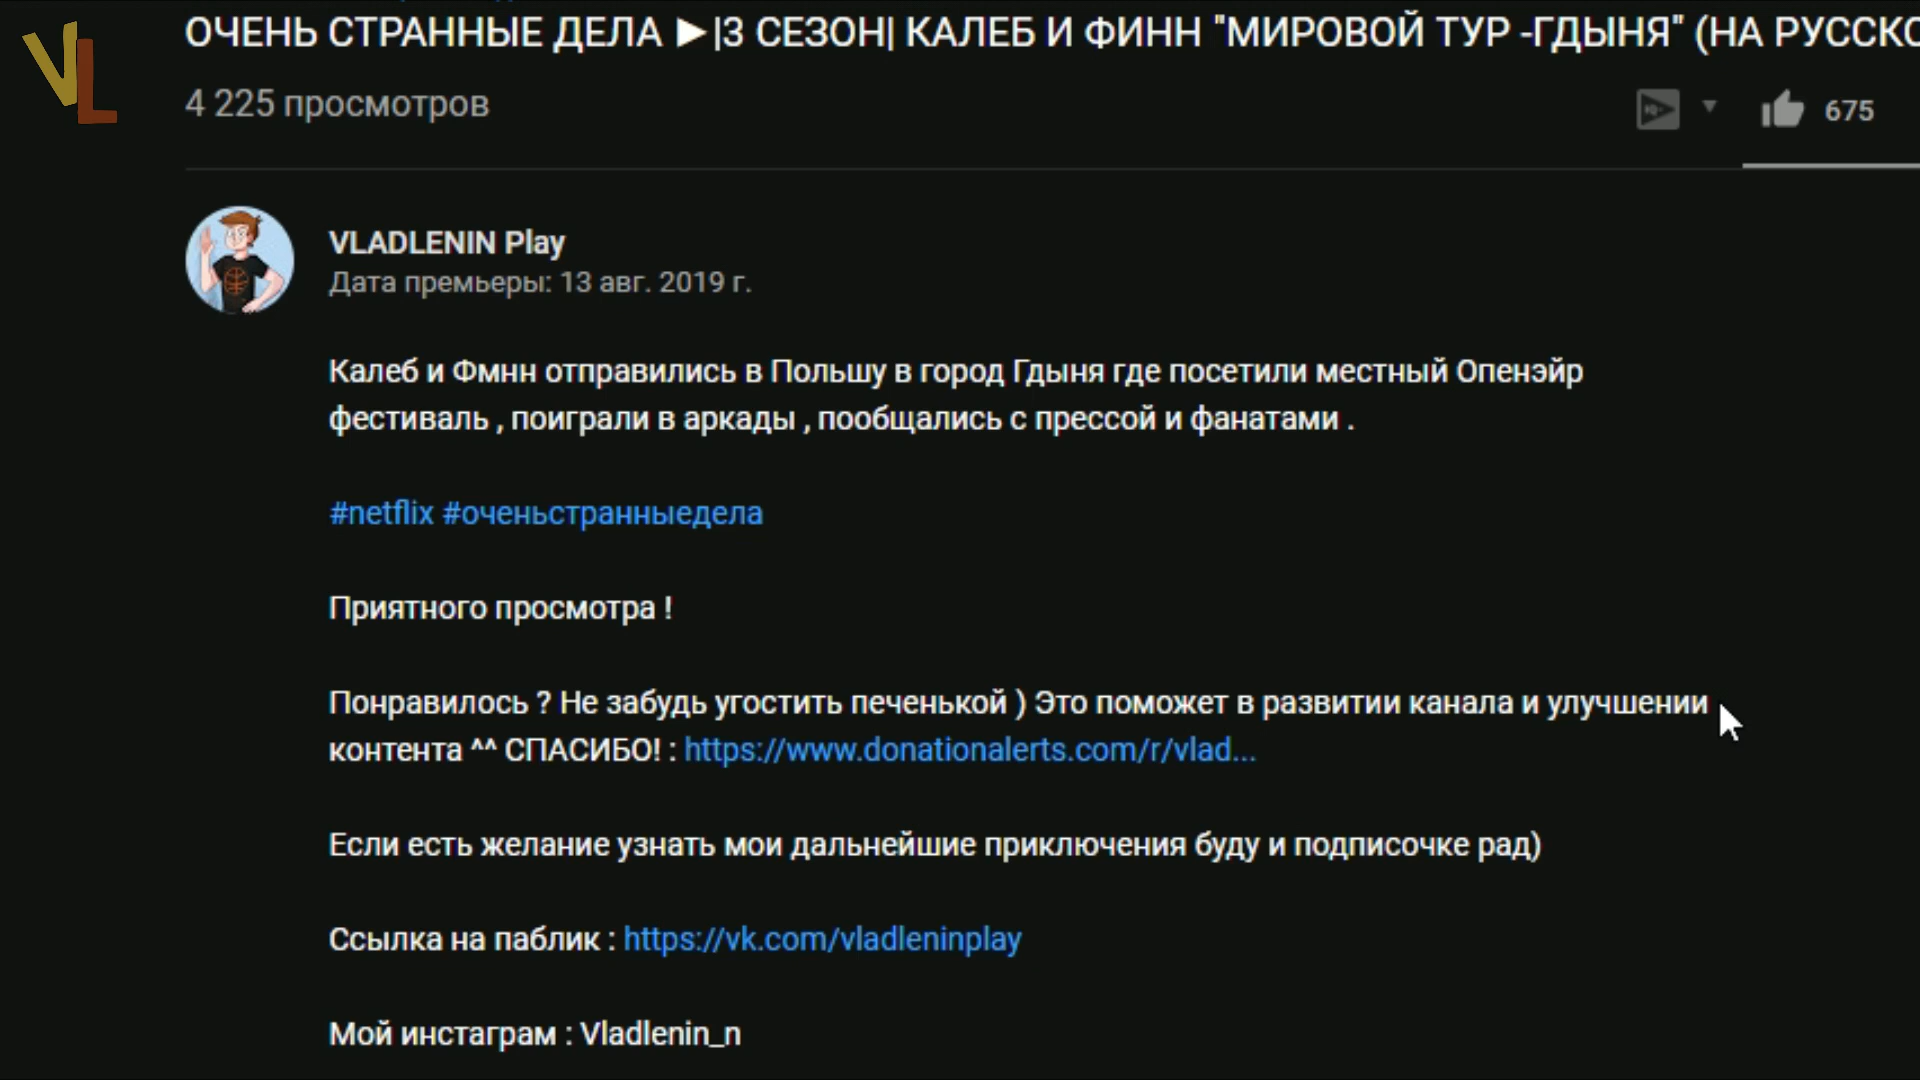 VL
ОЧЕНЬ СТРАННЫЕ ДЕЛА ►|3 СЕЗОН| КАЛЕБ И ФИНН "МИРОВОЙ ТУР -ГДЫНЯ" (НА РУССКО
4 225 просмотров
675
VLADLENIN Play
Дата премьеры: 13 авг. 2019 г.
Калеб и Фмнн отправились в Польшу в город Гдыня где посетили местный Опенэйр
фестиваль , поиграли в аркады , пообщались с прессой и фанатами .
#netflix #оченьстранныедела
Приятного просмотра !
Понравилось ? Не забудь угостить печенькой ) Это поможет в развитии канала и улучшении
контента ^^ СПАСИБО! : https://www.donationalerts.com/r/vlad...
Если есть желание узнать мои дальнейшие приключения буду и подписочке рад)
Ссылка на паблик : https://vk.com/vladleninplay
Мой инстаграм : Vladlenin_n